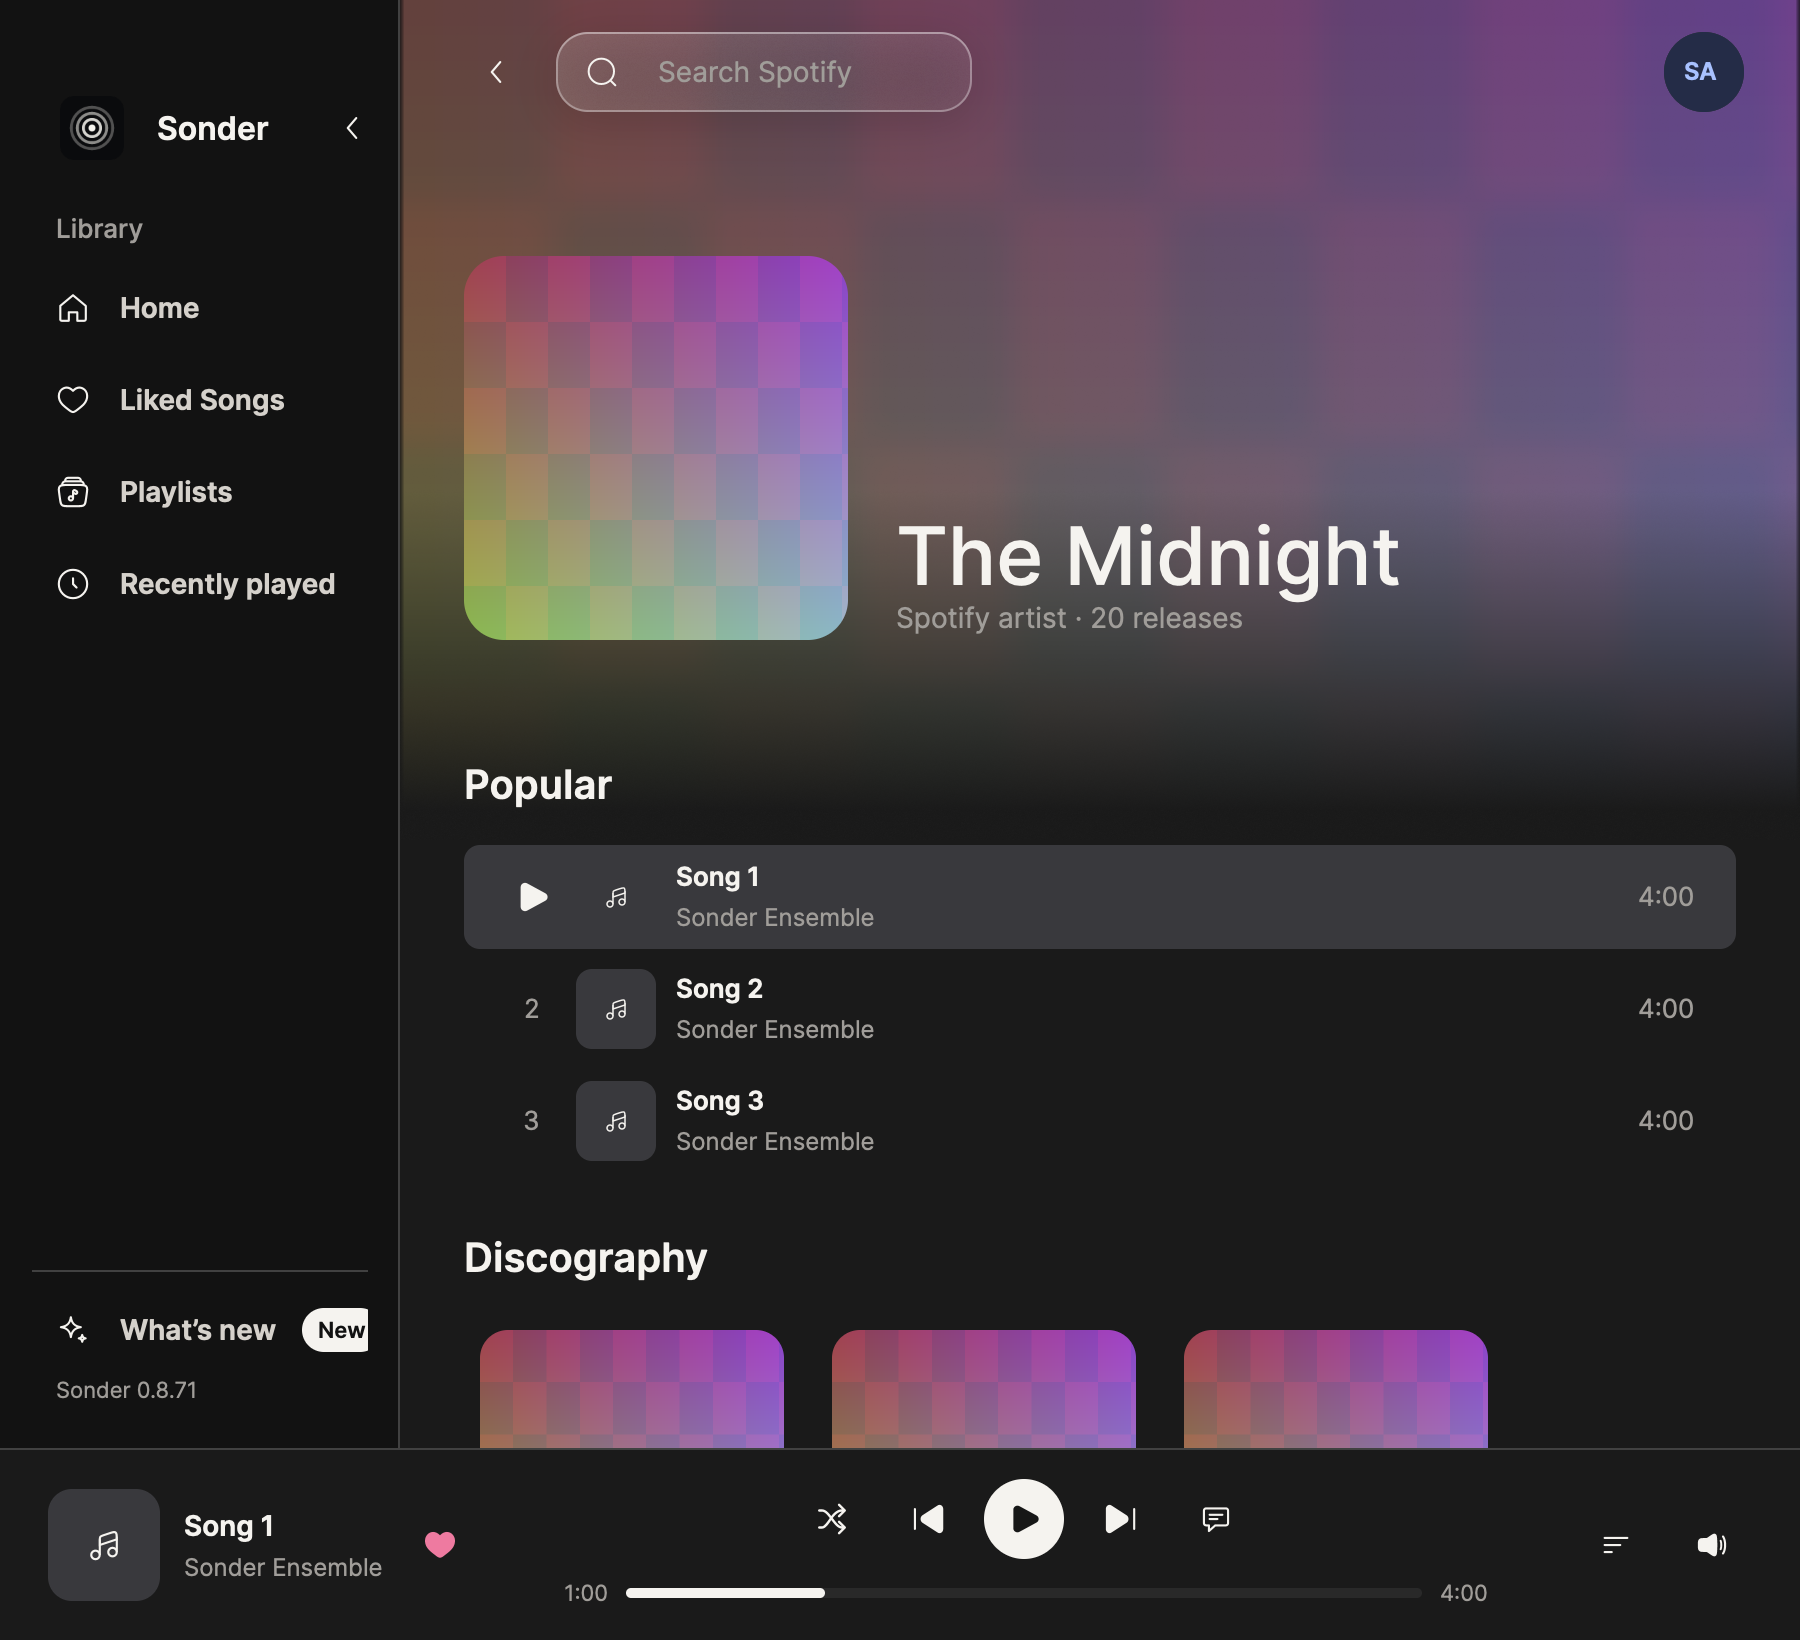 Sonder
Library
Home
Liked Songs
Playlists
Recently played
What’s new
New
Sonder 0.8.71
Search Spotify
SA
The Midnight
Spotify artist · 20 releases
Popular
Song 1
Sonder Ensemble
4:00
2
Song 2
Sonder Ensemble
4:00
3
Song 3
Sonder Ensemble
4:00
Discography
Song 1
Sonder Ensemble
1:00
4:00